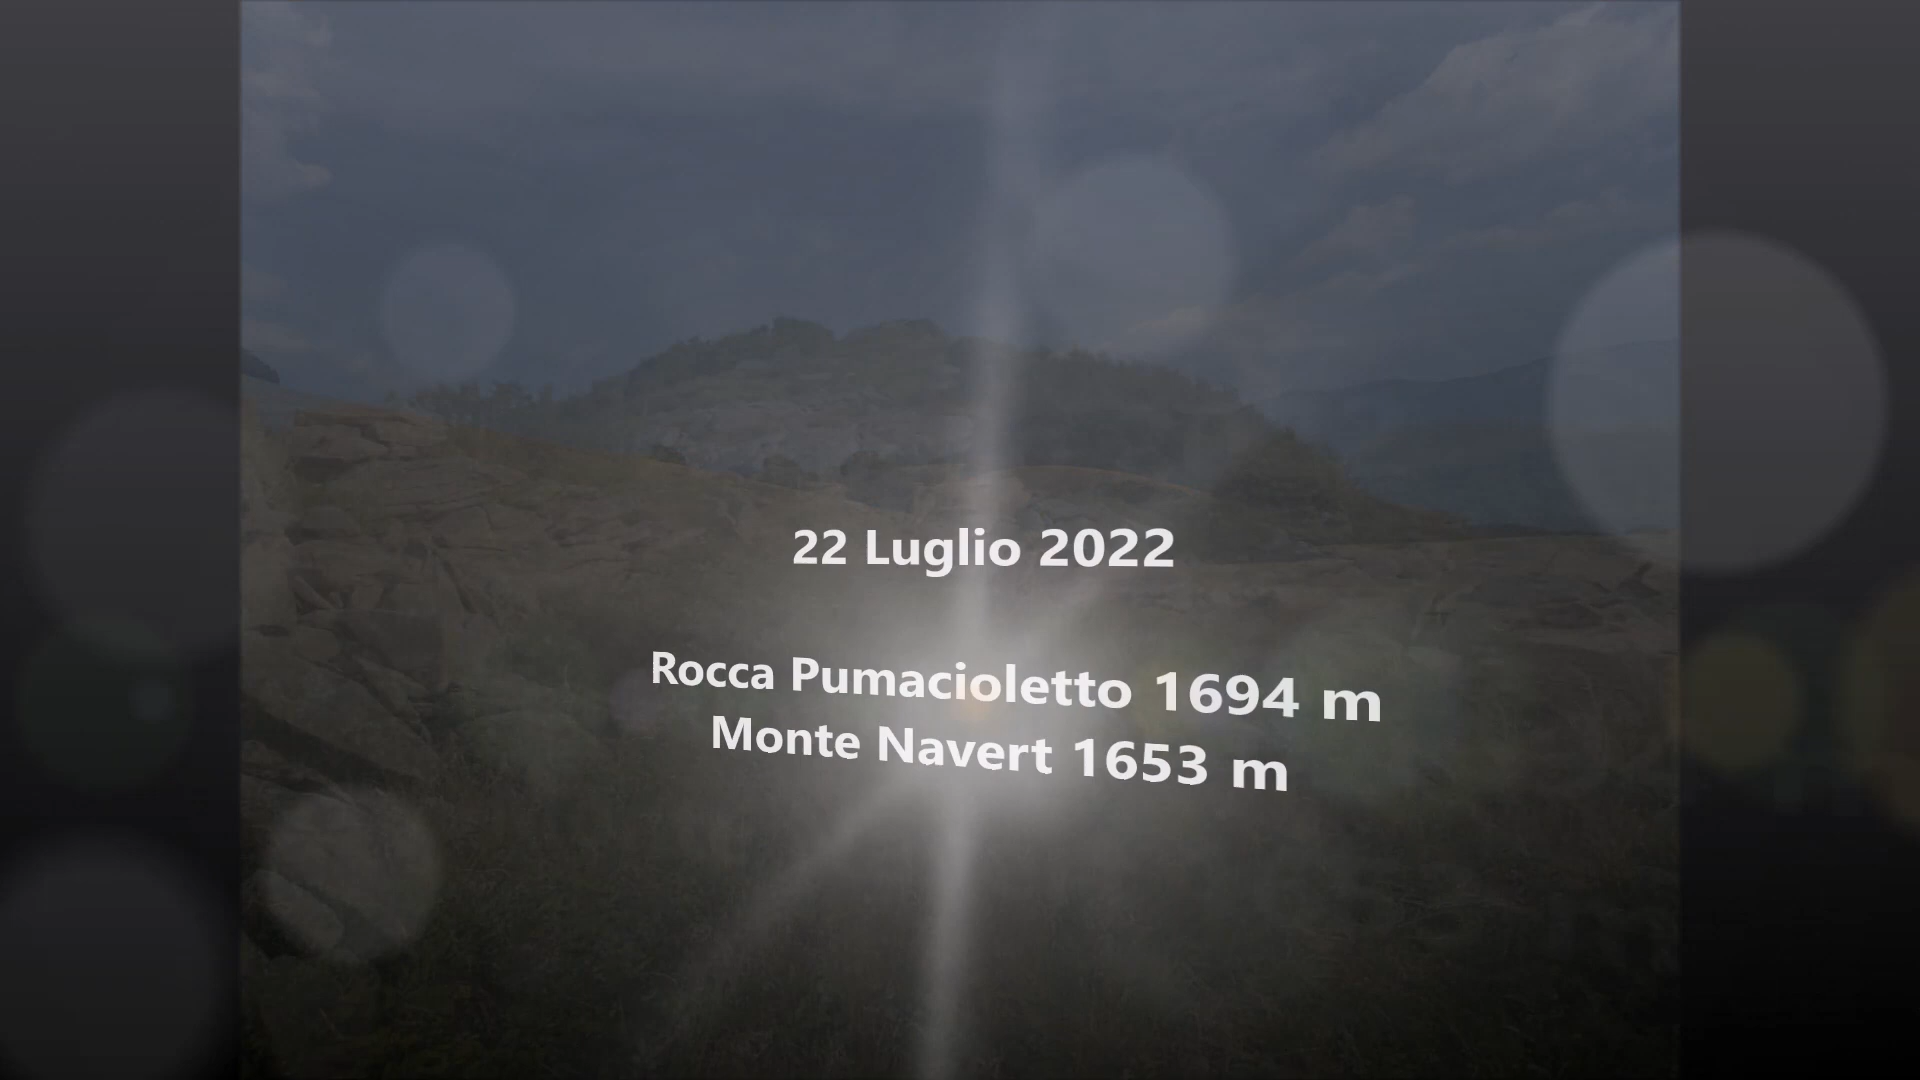 22 Luglio 2022
Rocca Pumacioletto 1694 m
Monte Navert 1653 m